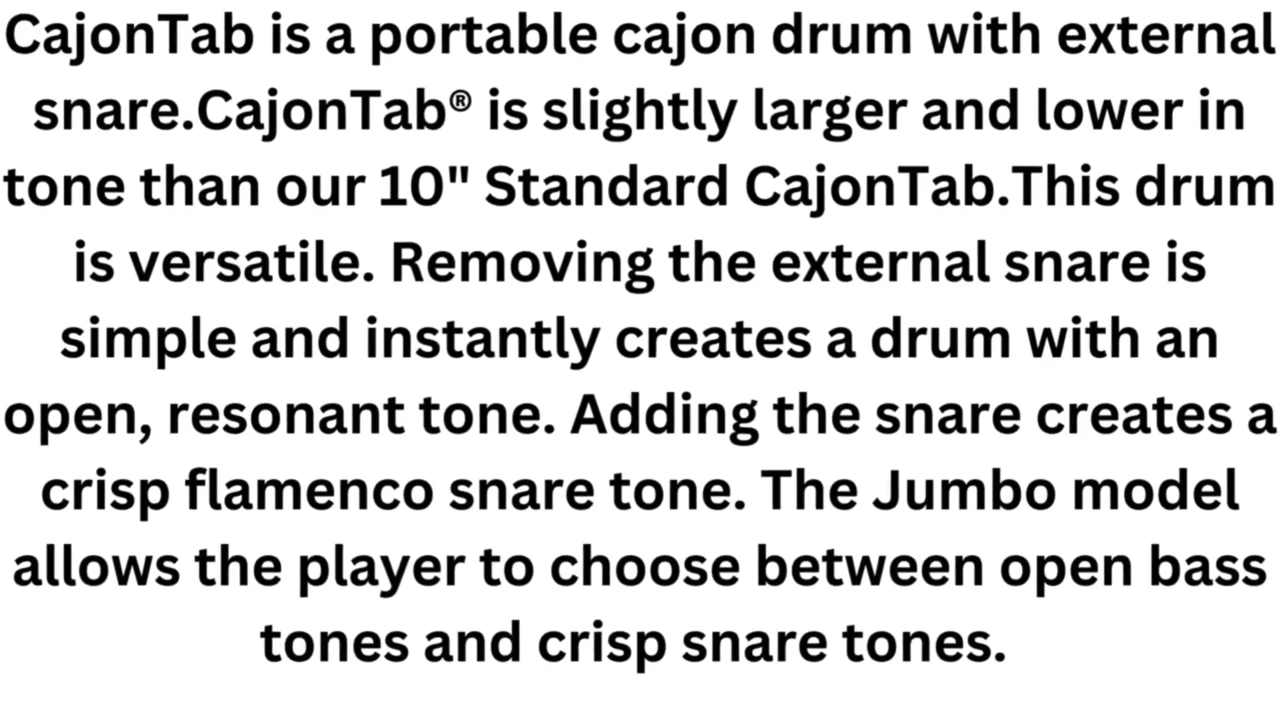 CajonTab is a portable cajon drum with external
snare.CajonTab® is slightly larger and lower in
tone than our 10" Standard CajonTab.This drum
is versatile. Removing the external snare is
simple and instantly creates a drum with an
open, resonant tone. Adding the snare creates a
crisp flamenco snare tone. The Jumbo model
allows the player to choose between open bass
tones and crisp snare tones.